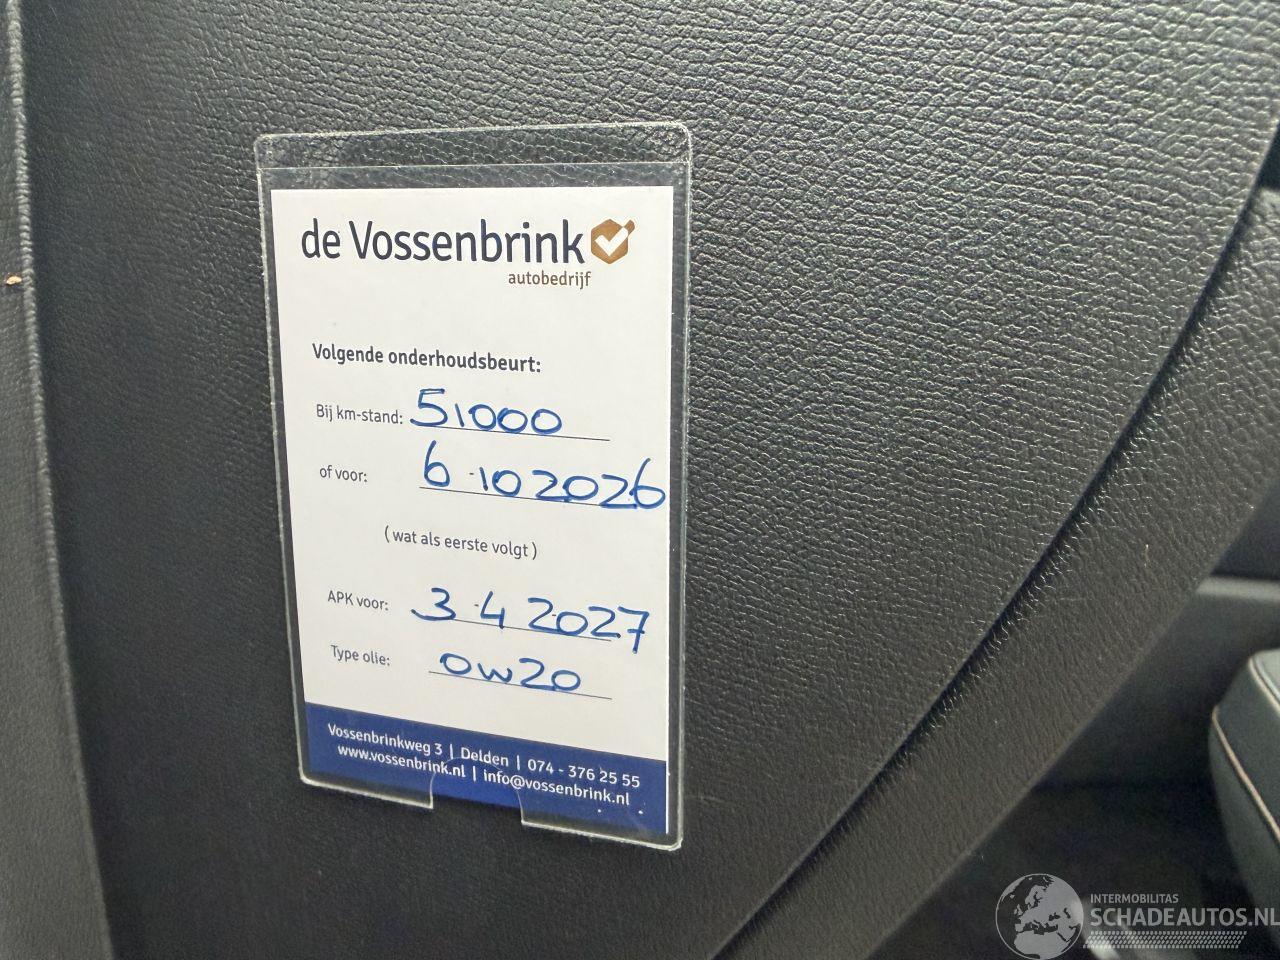 de Vossenbrink
autobedrijf
Volgende onderhoudsbeurt:
Bij km-stand: 51000
of voor: 6-10 2026
( wat als eerste volgt )
APK voor: 3-4 2027
Type olie: 0W20
Vossenbrinkweg 3 | Delden | 074 - 376 25 55
www.vossenbrink.nl | info@vossenbrink.nl
INTERMOBILITAS
SCHADEAUTOS.NL